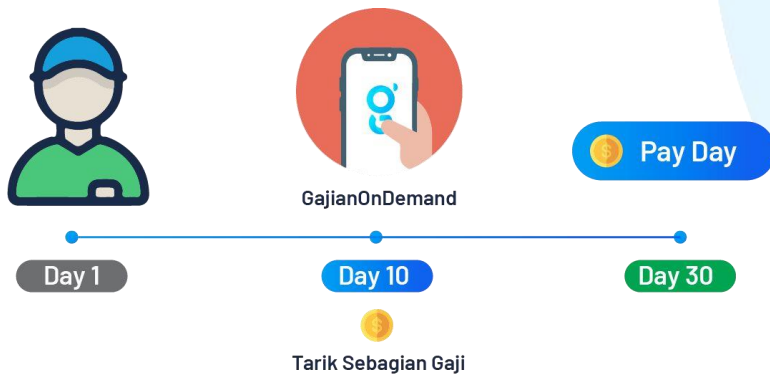 GajianOnDemand
Pay Day
Day 1
Day 10
Day 30
Tarik Sebagian Gaji